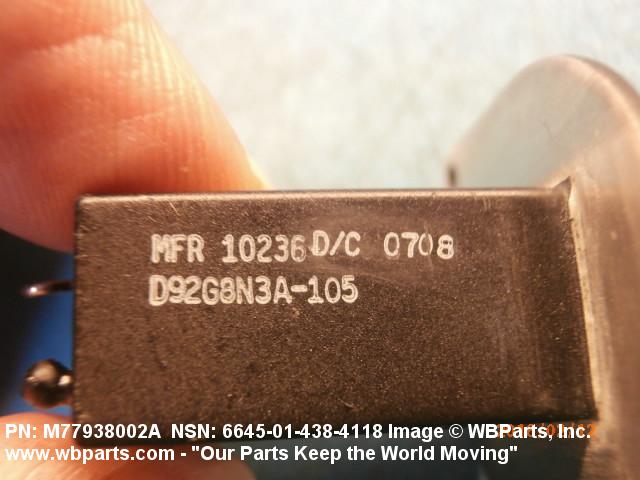 MFR 10236 D/C 0708
D92G8N3A-105
PN: M77938002A NSN: 6645-01-438-4118 Image © WBParts, Inc.
www.wbparts.com - "Our Parts Keep the World Moving"